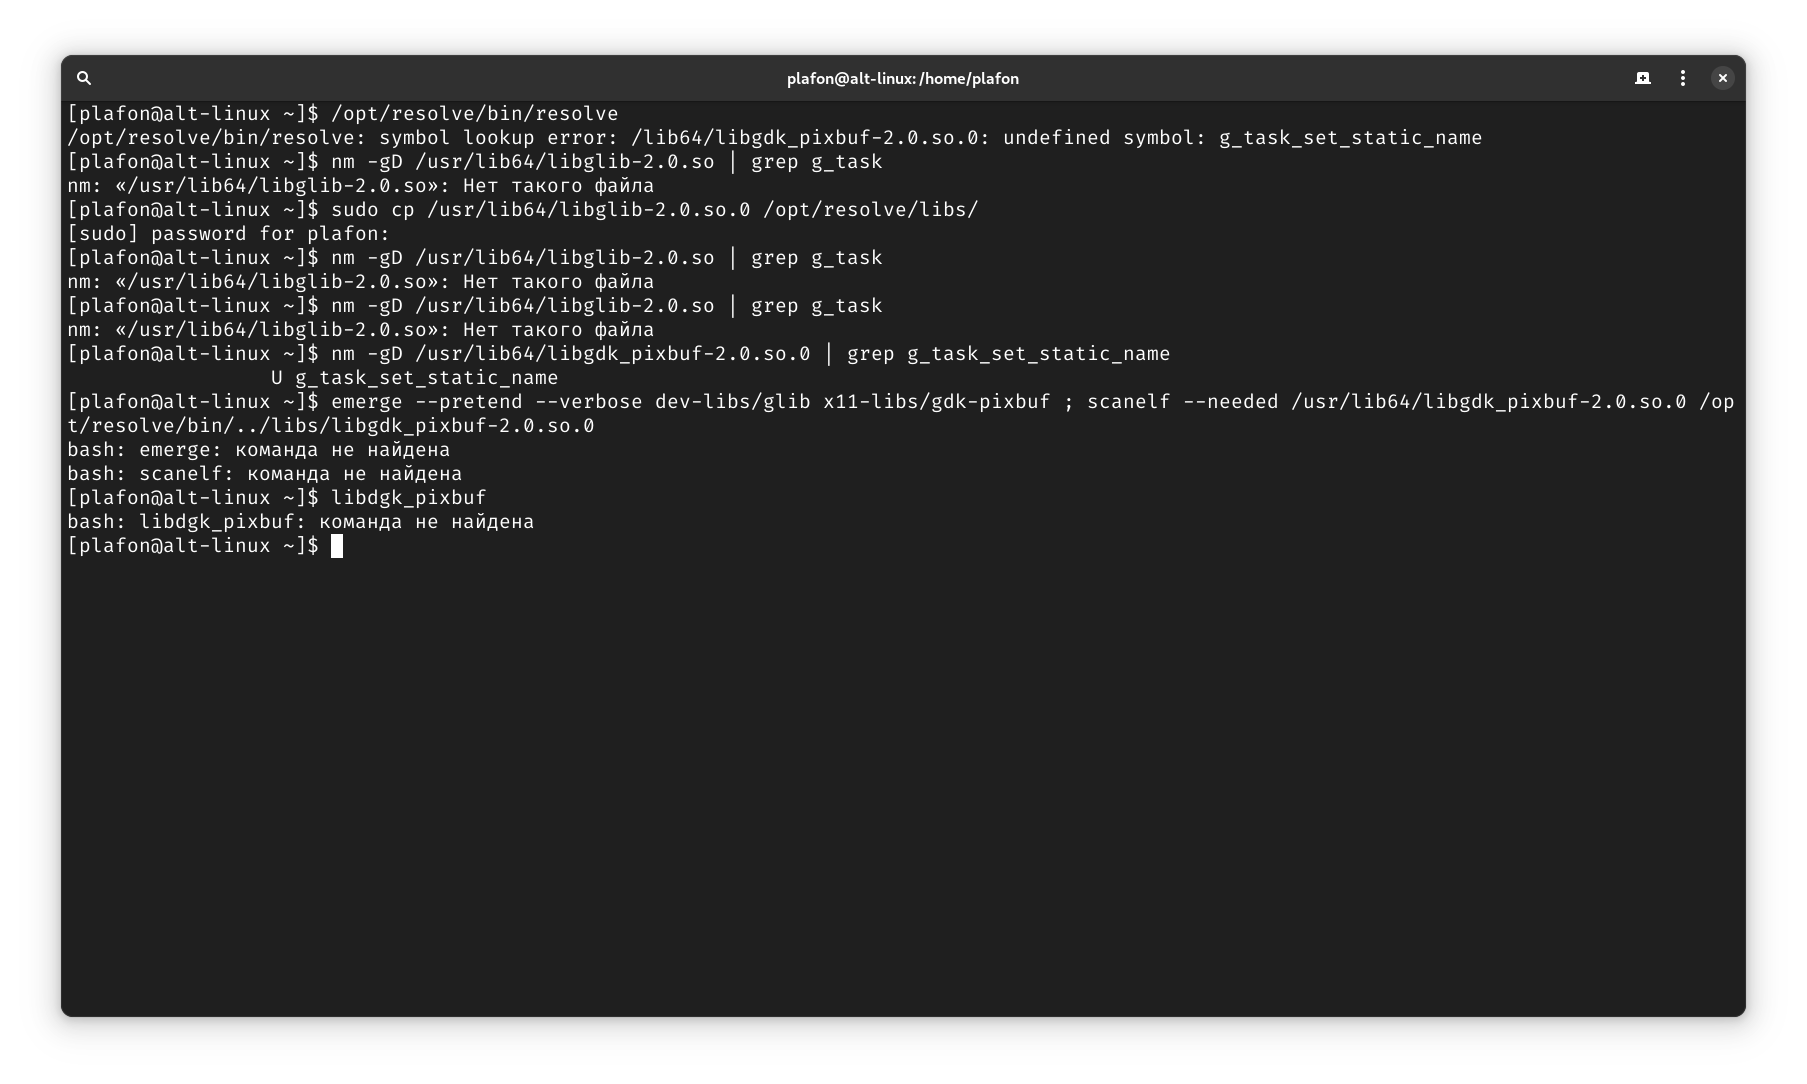 plafon@alt-linux:/home/plafon
[plafon@alt-linux ~]$ /opt/resolve/bin/resolve
/opt/resolve/bin/resolve: symbol lookup error: /lib64/libgdk_pixbuf-2.0.so.0: undefined symbol: g_task_set_static_name
[plafon@alt-linux ~]$ nm -gD /usr/lib64/libglib-2.0.so | grep g_task
nm: «/usr/lib64/libglib-2.0.so»: Нет такого файла
[plafon@alt-linux ~]$ sudo cp /usr/lib64/libglib-2.0.so.0 /opt/resolve/libs/
[sudo] password for plafon:
[plafon@alt-linux ~]$ nm -gD /usr/lib64/libglib-2.0.so | grep g_task
nm: «/usr/lib64/libglib-2.0.so»: Нет такого файла
[plafon@alt-linux ~]$ nm -gD /usr/lib64/libglib-2.0.so | grep g_task
nm: «/usr/lib64/libglib-2.0.so»: Нет такого файла
[plafon@alt-linux ~]$ nm -gD /usr/lib64/libgdk_pixbuf-2.0.so.0 | grep g_task_set_static_name
                 U g_task_set_static_name
[plafon@alt-linux ~]$ emerge --pretend --verbose dev-libs/glib x11-libs/gdk-pixbuf ; scanelf --needed /usr/lib64/libgdk_pixbuf-2.0.so.0 /op
t/resolve/bin/../libs/libgdk_pixbuf-2.0.so.0
bash: emerge: команда не найдена
bash: scanelf: команда не найдена
[plafon@alt-linux ~]$ libdgk_pixbuf
bash: libdgk_pixbuf: команда не найдена
[plafon@alt-linux ~]$